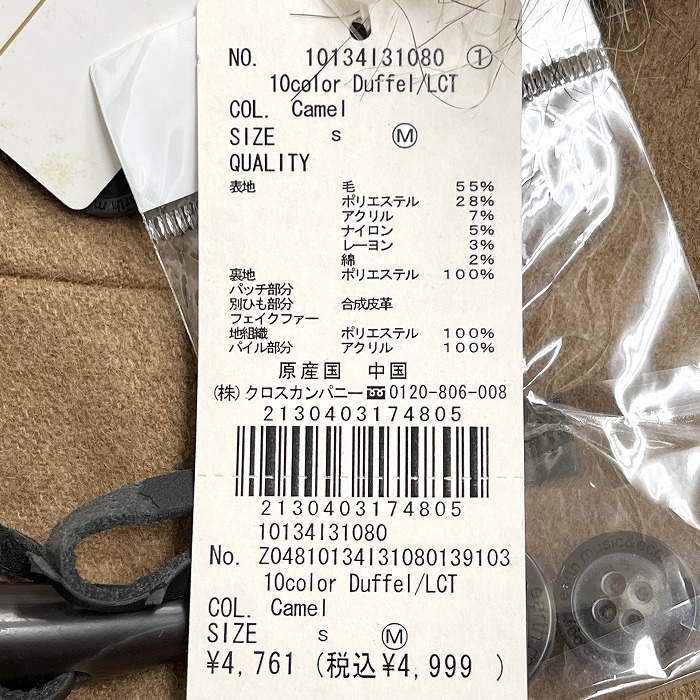 NO. 10134I31080 ①
10color Duffel/LCT
COL. Camel
SIZE S Ⓜ
QUALITY
表地 毛 55%
ポリエステル 28%
アクリル 7%
ナイロン 5%
レーヨン 3%
綿 2%
裏地 ポリエステル 100%
パッチ部分
別ひも部分 合成皮革
フェイクファー
地組織 ポリエステル 100%
パイル部分 アクリル 100%
原産国 中国
(株)クロスカンパニー 0120-806-008
2130403174805
2130403174805
10134I31080
No. Z04810134I31080139103
10color Duffel/LCT
COL. Camel
SIZE S Ⓜ
¥4,761 (税込¥4,999 )
music&eco
earth